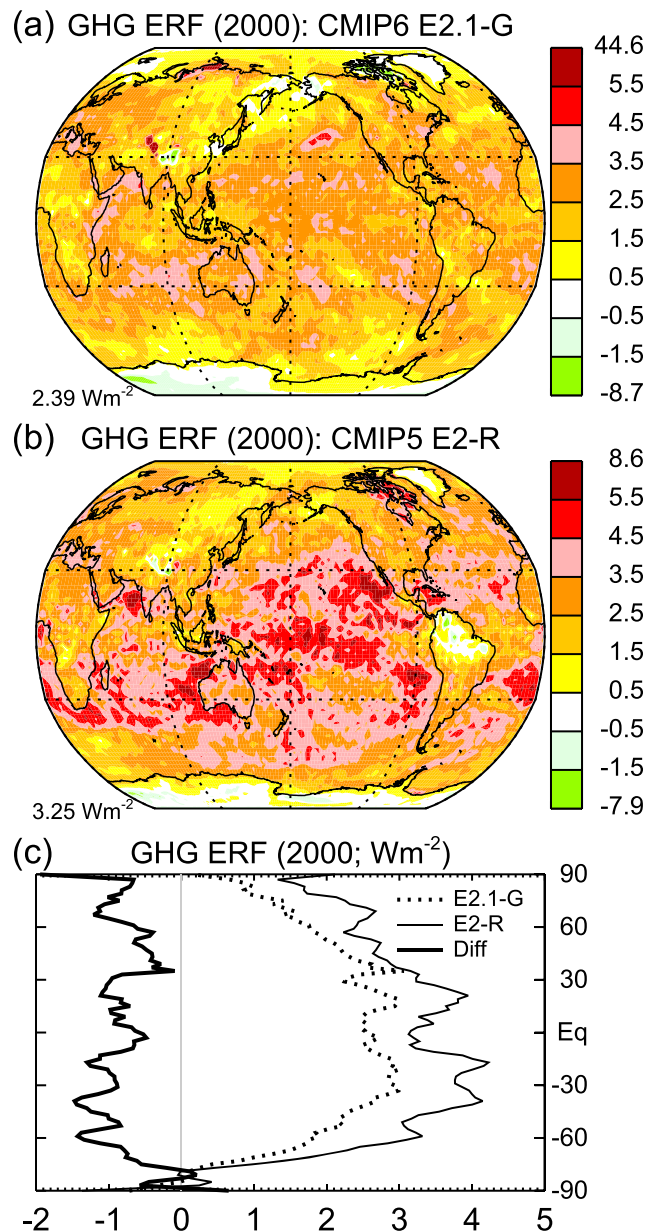 (a) GHG ERF (2000): CMIP6 E2.1-G
44.6
5.5
4.5
3.5
2.5
1.5
0.5
-0.5
-1.5
-8.7
2.39 Wm⁻²
(b) GHG ERF (2000): CMIP5 E2-R
8.6
5.5
4.5
3.5
2.5
1.5
0.5
-0.5
-1.5
-7.9
3.25 Wm⁻²
(c) GHG ERF (2000; Wm⁻²)
E2.1-G
E2-R
Diff
90
60
30
Eq
-30
-60
-90
-2 -1 0 1 2 3 4 5